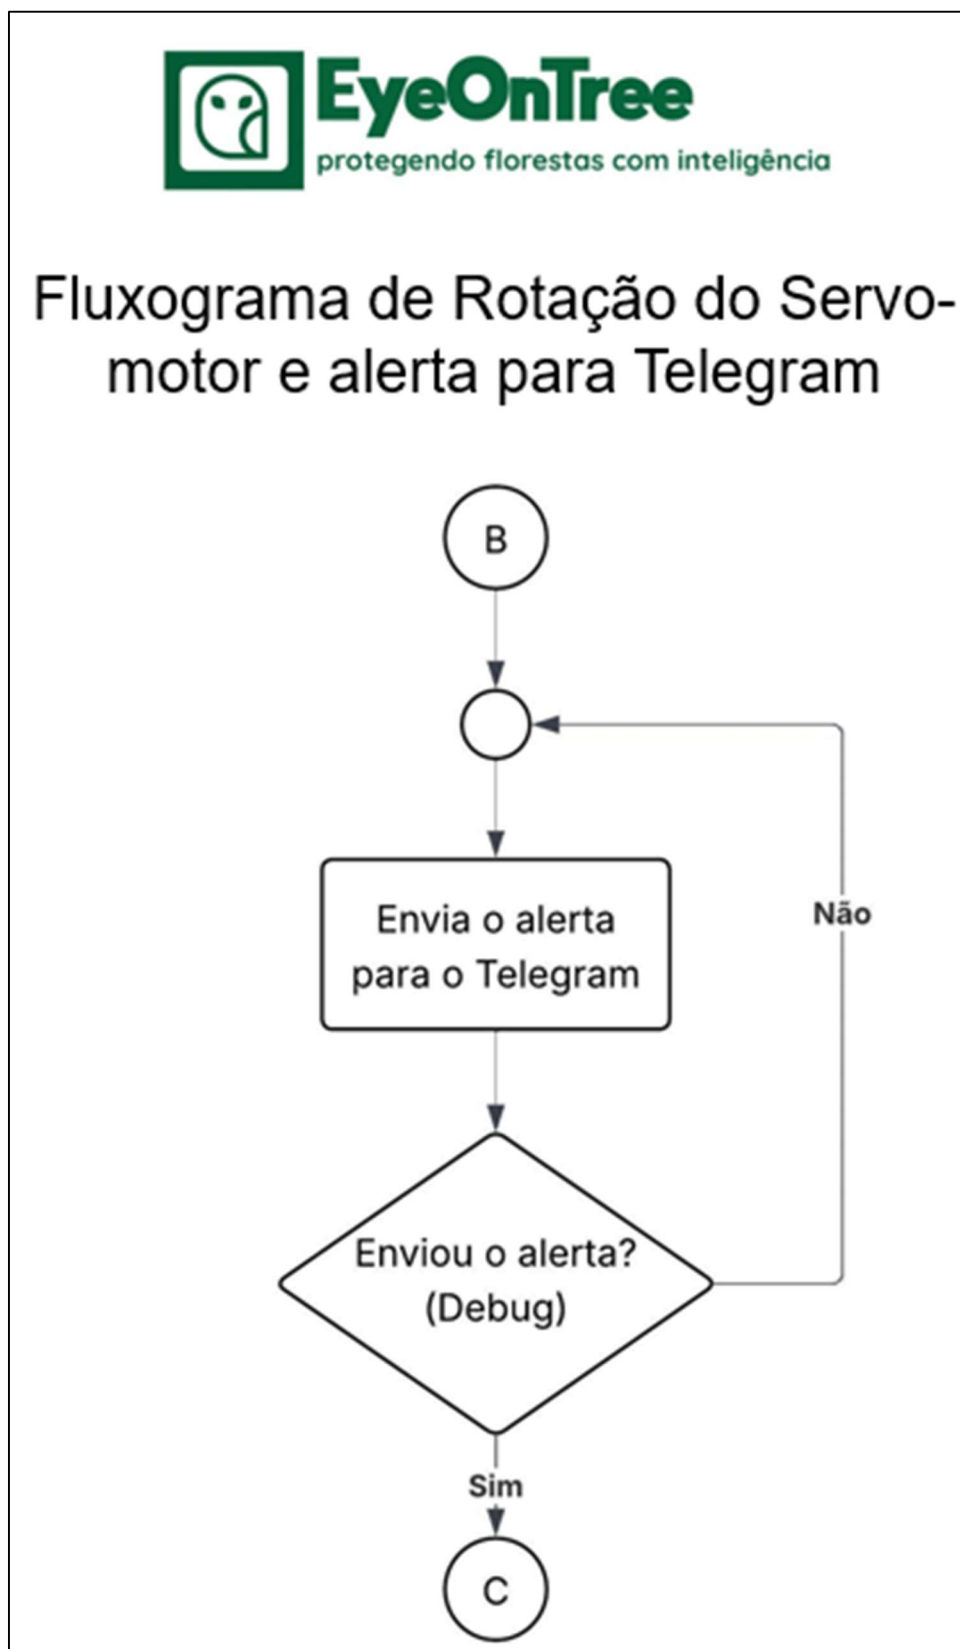 EyeOnTree
protegendo florestas com inteligência
Fluxograma de Rotação do Servo-
motor e alerta para Telegram
B
Envia o alerta
para o Telegram
Não
Enviou o alerta?
(Debug)
Sim
C